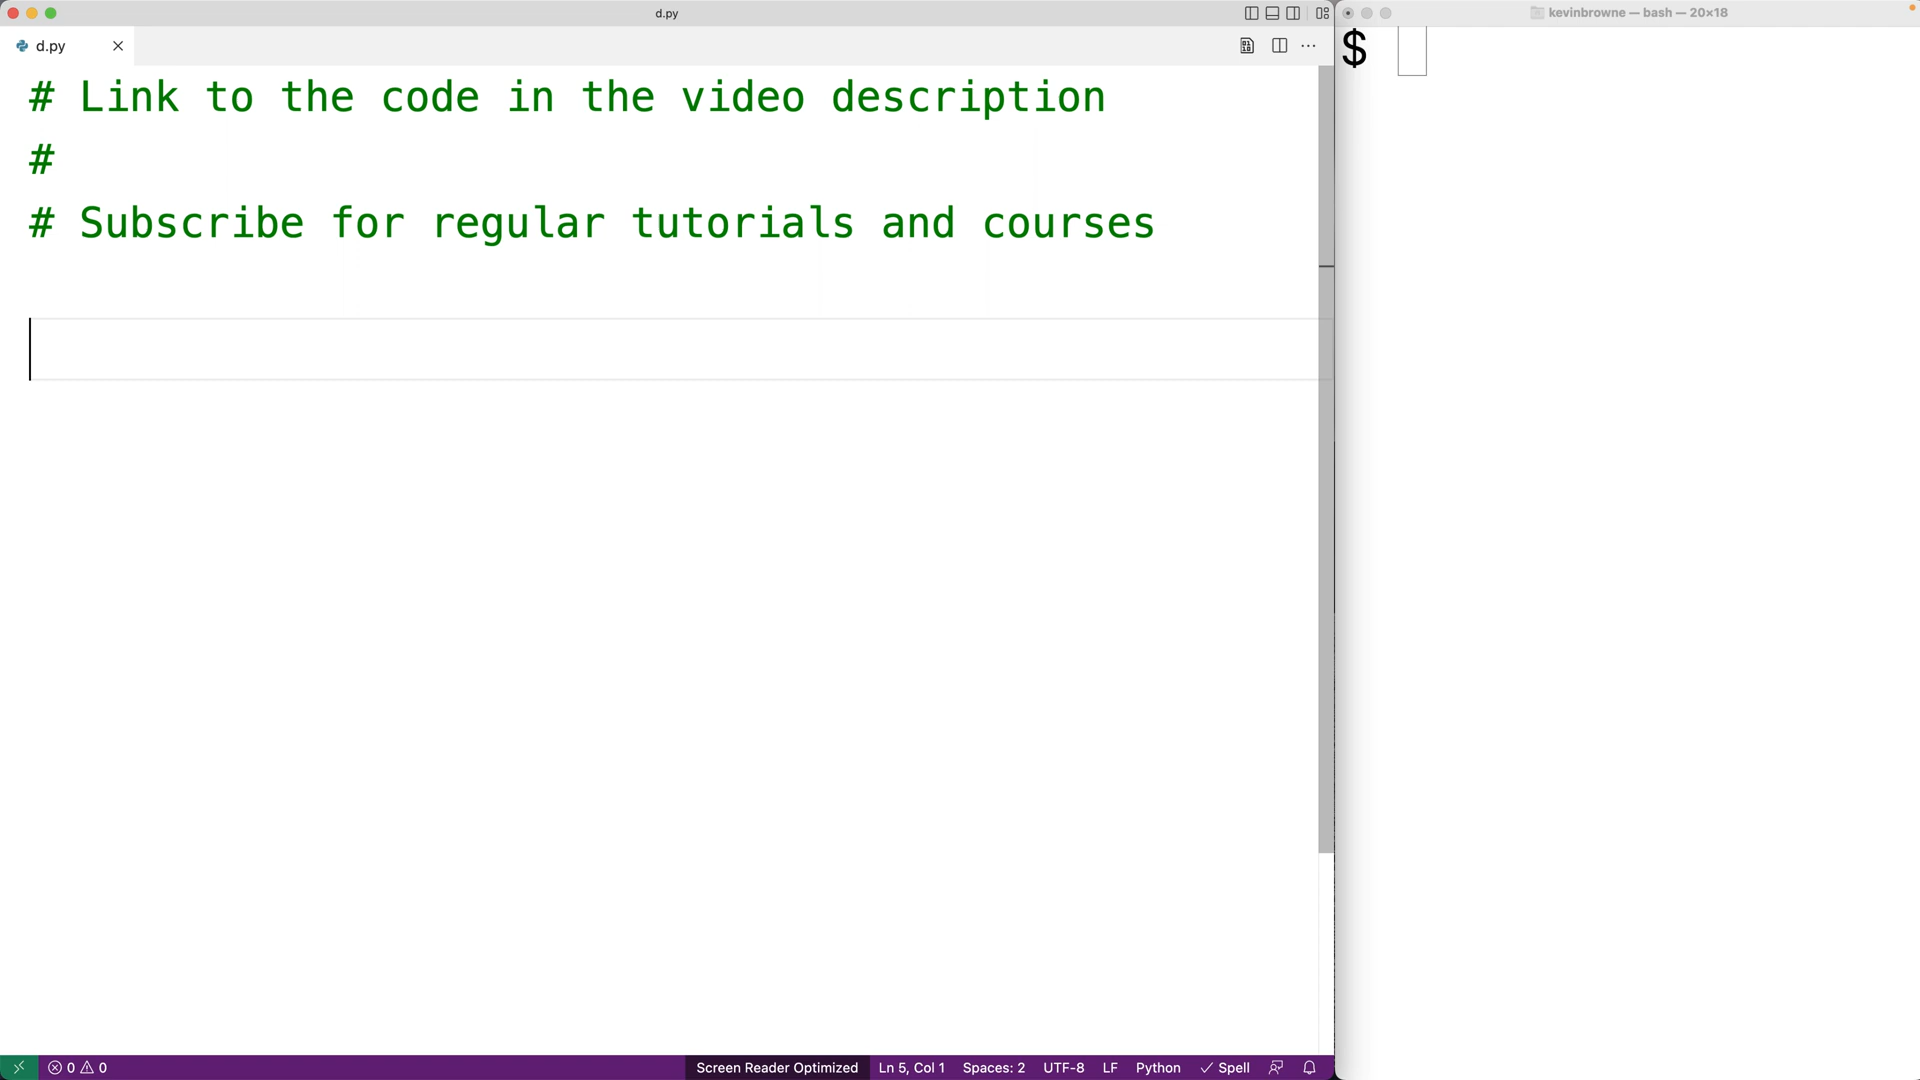 d.py
kevinbrowne — bash — 20×18
d.py
$
# Link to the code in the video description
#
# Subscribe for regular tutorials and courses
0 0
Screen Reader Optimized Ln 5, Col 1 Spaces: 2 UTF-8 LF Python Spell